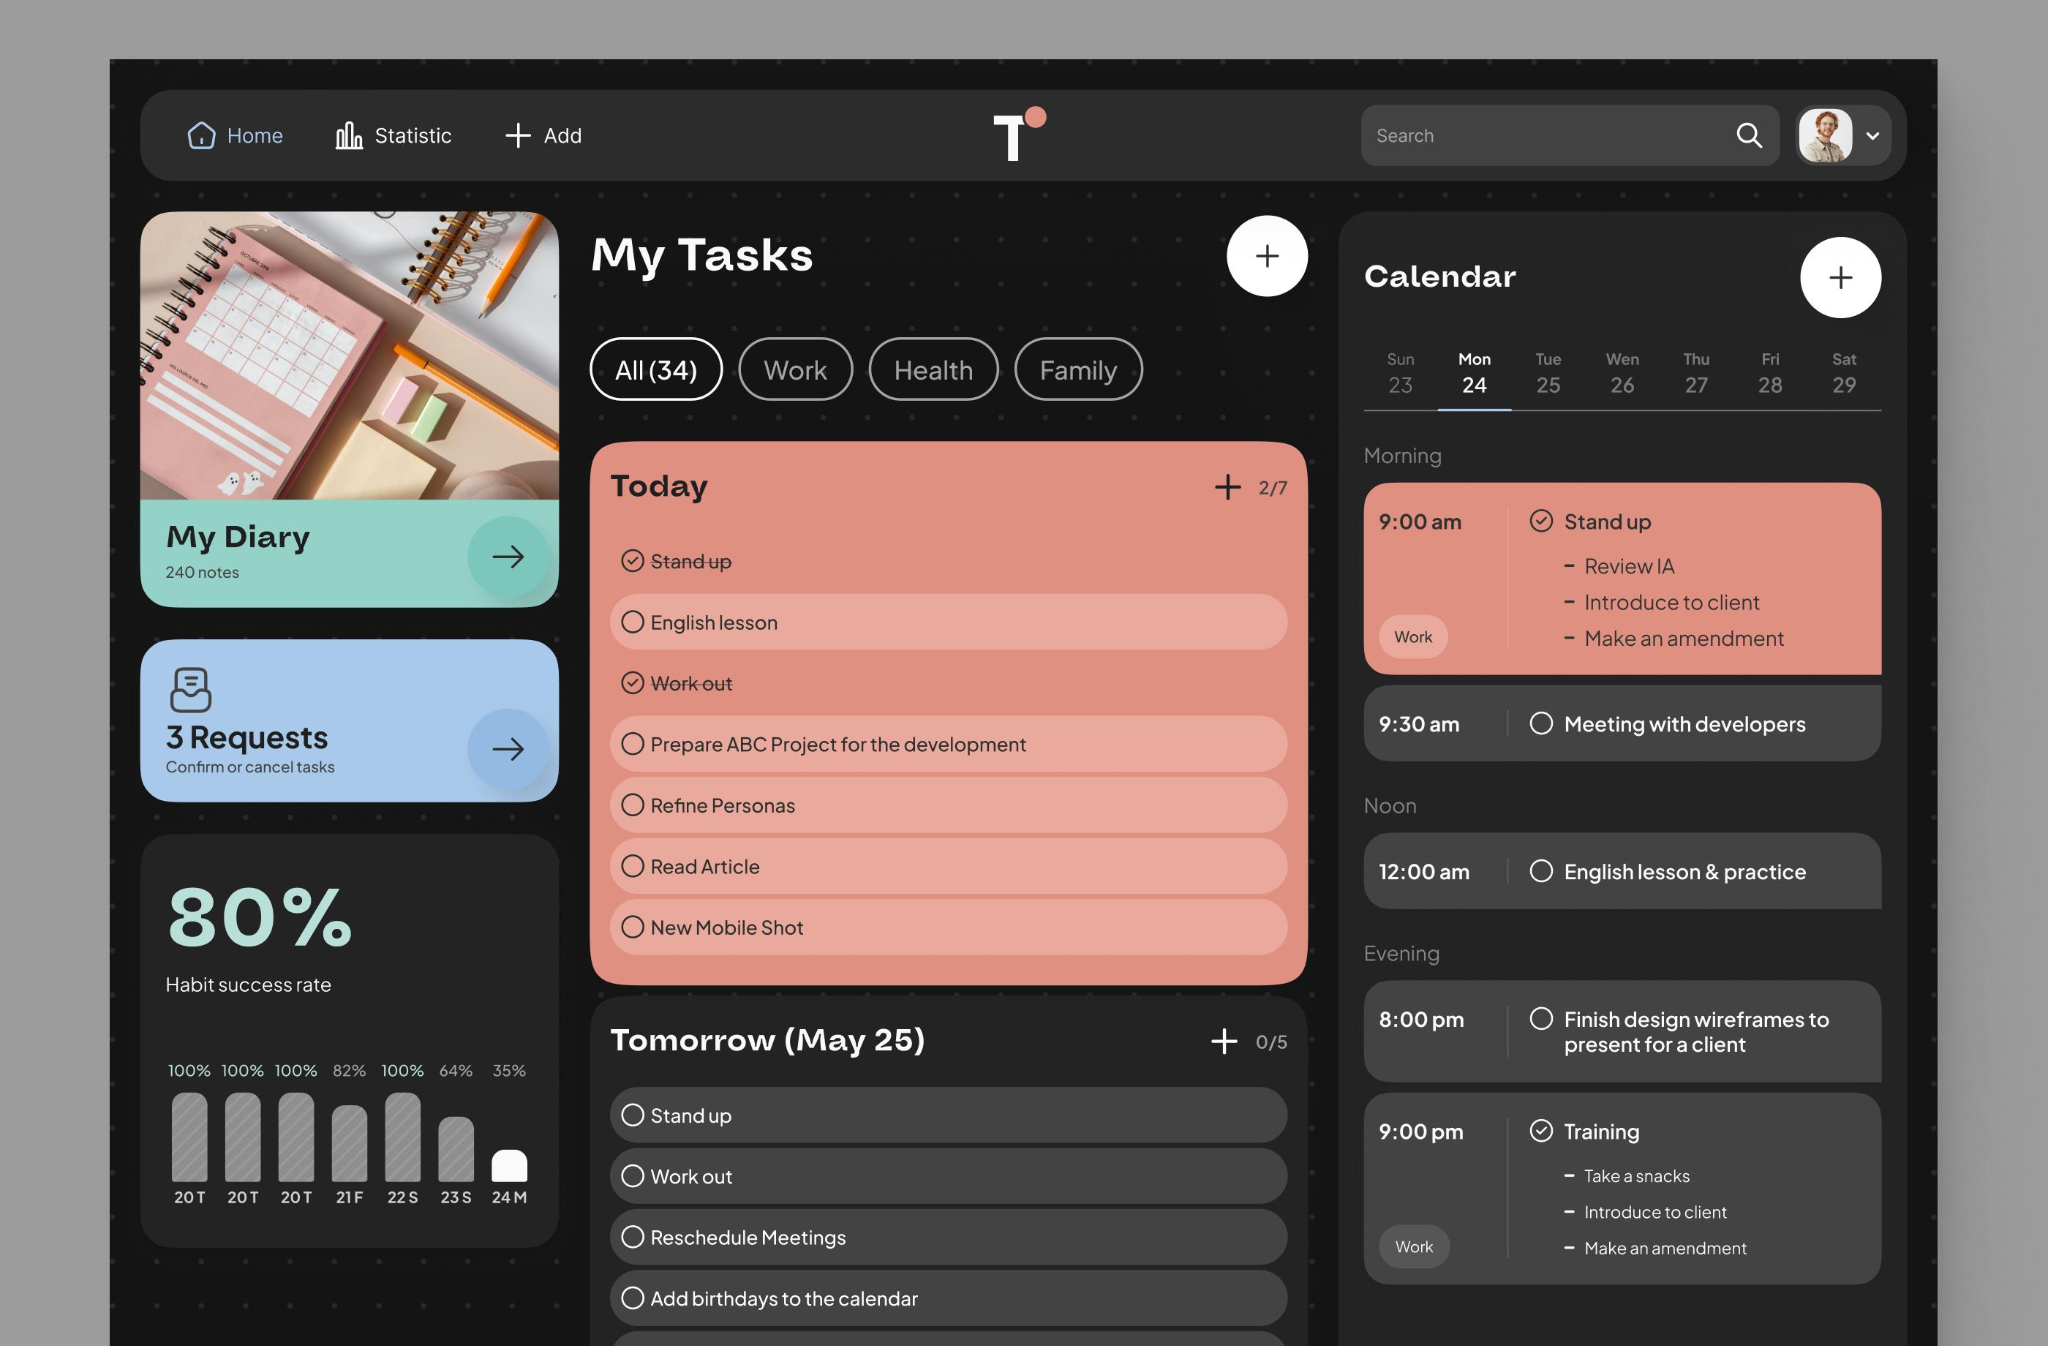 Home
Statistic
Add
T
Search
My Diary
240 notes
3 Requests
Confirm or cancel tasks
80%
Habit success rate
100% 100% 100% 82% 100% 64% 35%
20 T 20 T 20 T 21 F 22 S 23 S 24 M
My Tasks
All (34)
Work
Health
Family
Today
2/7
Stand up
English lesson
Work out
Prepare ABC Project for the development
Refine Personas
Read Article
New Mobile Shot
Tomorrow (May 25)
0/5
Stand up
Work out
Reschedule Meetings
Add birthdays to the calendar
Calendar
Sun Mon Tue Wen Thu Fri Sat
23 24 25 26 27 28 29
Morning
9:00 am
Stand up
- Review IA
- Introduce to client
- Make an amendment
Work
9:30 am
Meeting with developers
Noon
12:00 am
English lesson & practice
Evening
8:00 pm
Finish design wireframes to
present for a client
9:00 pm
Training
- Take a snacks
- Introduce to client
- Make an amendment
Work